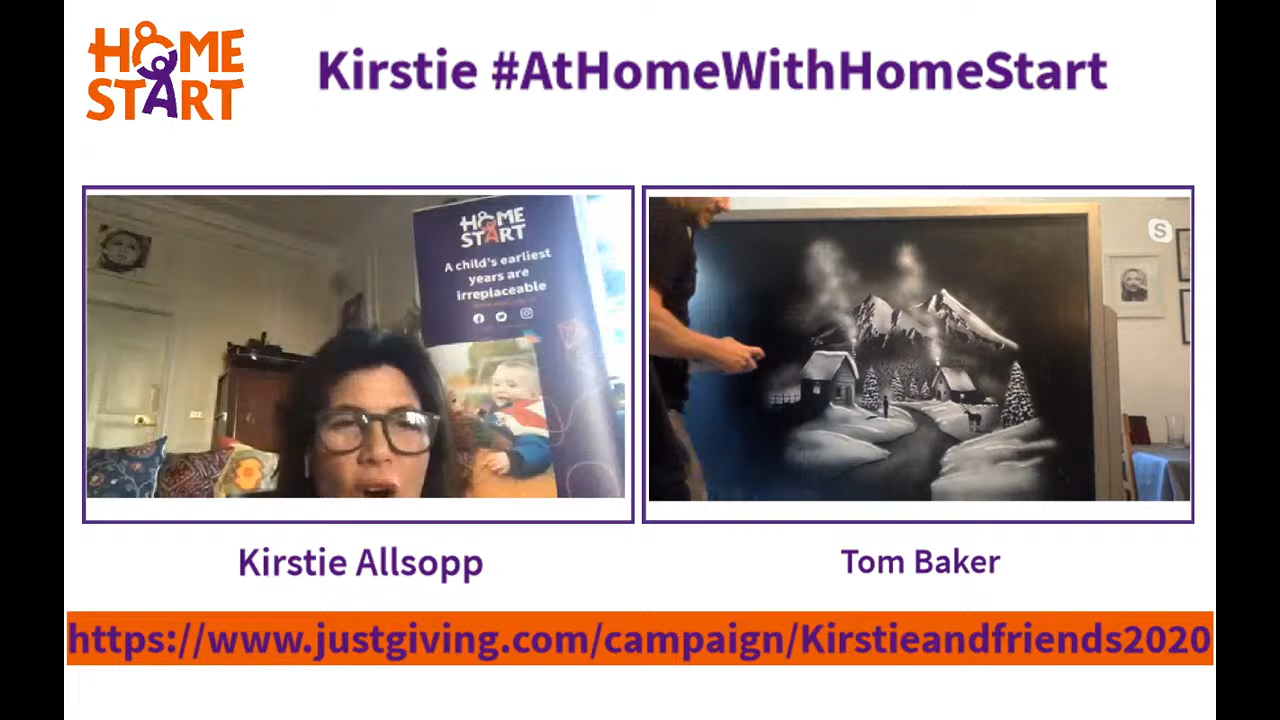 HOME
START
Kirstie #AtHomeWithHomeStart
HOME
START
A child's earliest
years are
irreplaceable
S
Kirstie Allsopp
Tom Baker
https://www.justgiving.com/campaign/Kirstieandfriends2020